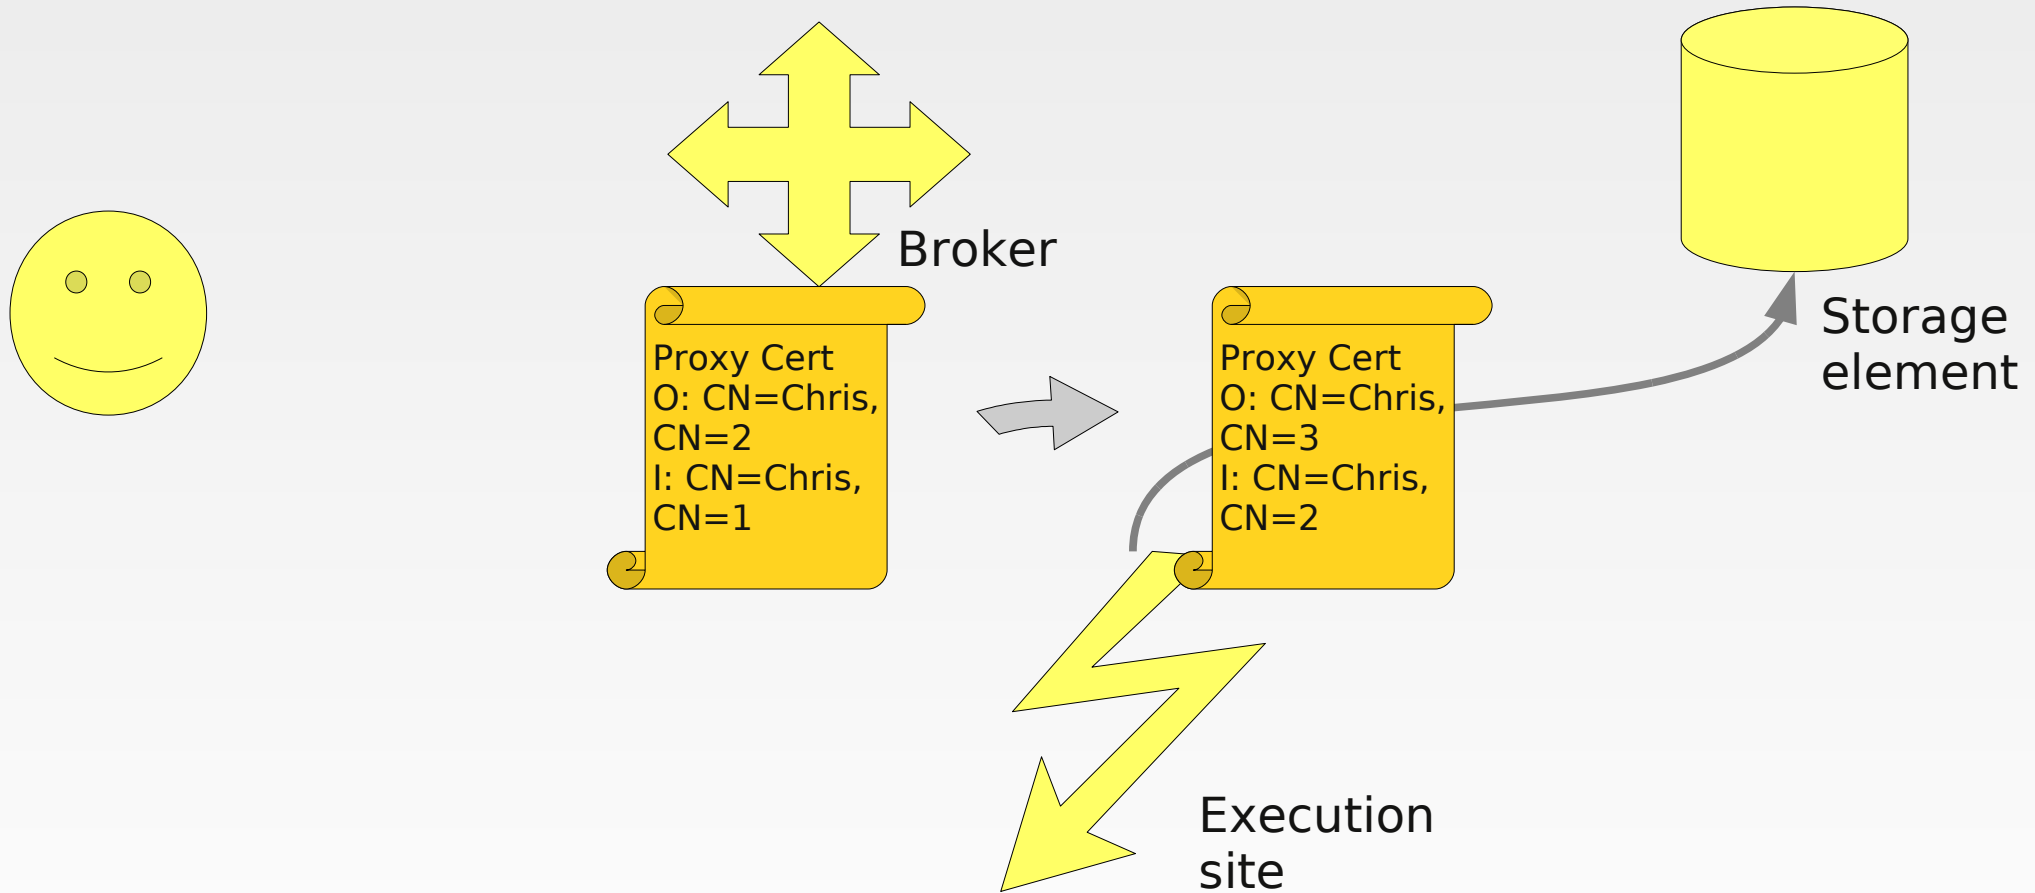 Broker
Proxy Cert
O: CN=Chris,
CN=2
I: CN=Chris,
CN=1
Proxy Cert
O: CN=Chris,
CN=3
I: CN=Chris,
CN=2
Storage
element
Execution
site